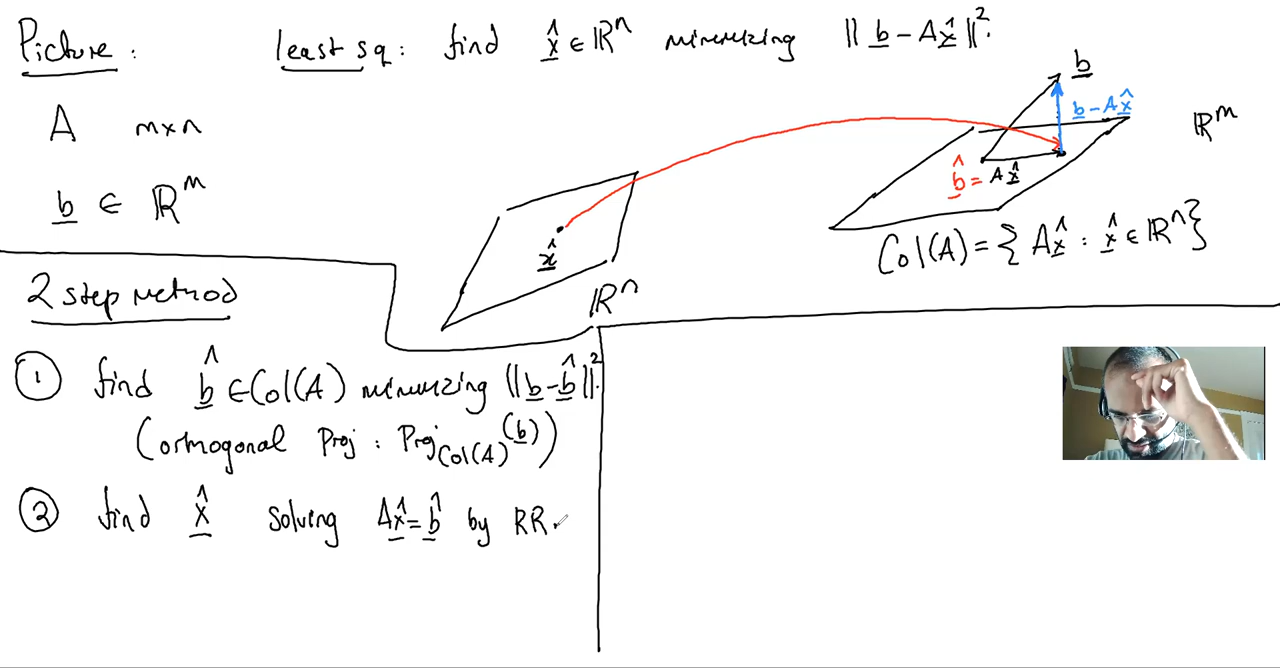 Picture :
least sq : find x̂ ∈ ℝⁿ minimizing || b - Ax̂ ||².
A m×n
b ∈ ℝᵐ
b
b - Ax̂
ℝᵐ
b̂ = Ax̂
Col(A) = { Ax̂ : x̂ ∈ ℝⁿ }
x̂
ℝⁿ
2 step method
① find b̂ ∈ Col(A) minimizing || b - b̂ ||².
(orthogonal Proj : Proj_Col(A) (b))
② find x̂ solving Ax̂ = b̂ by RR.